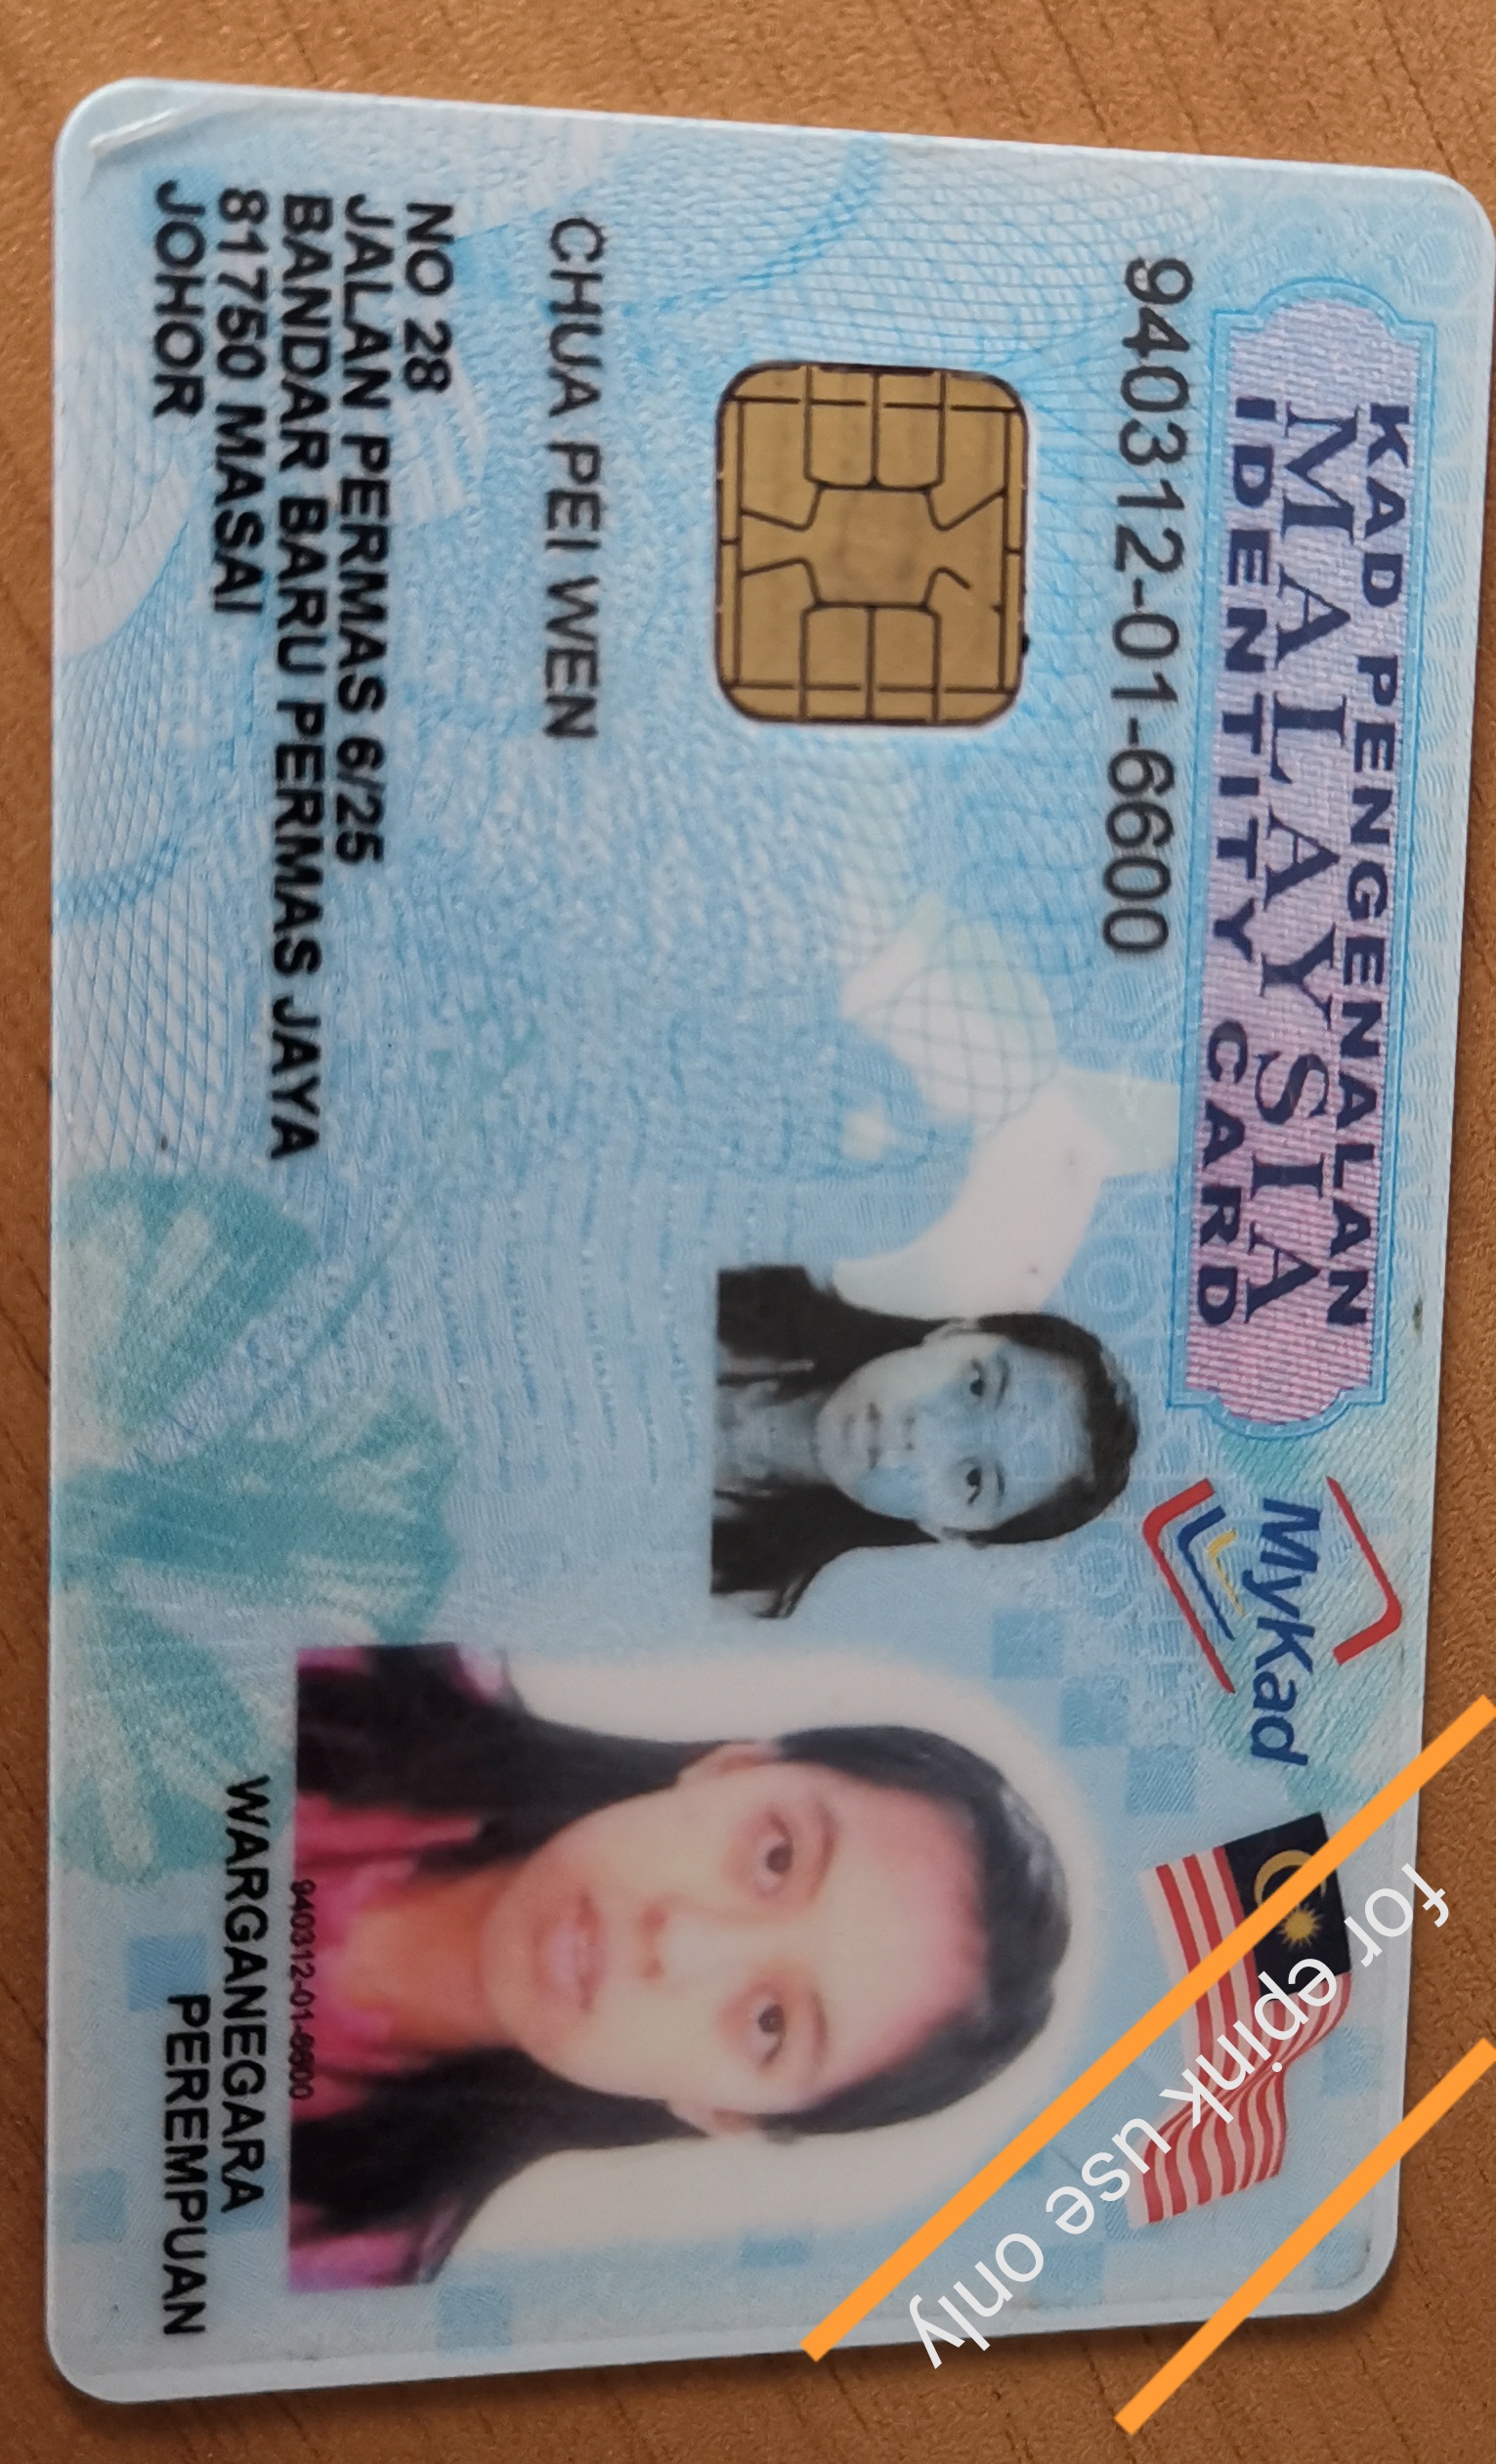 KAD PENGENALAN
MALAYSIA
IDENTITY CARD
MyKad
940312-01-6600
CHUA PEI WEN
NO 28
JALAN PERMAS 6/25
BANDAR BARU PERMAS JAYA
81750 MASAI
JOHOR
940312-01-6600
WARGANEGARA
PEREMPUAN
for epink use only